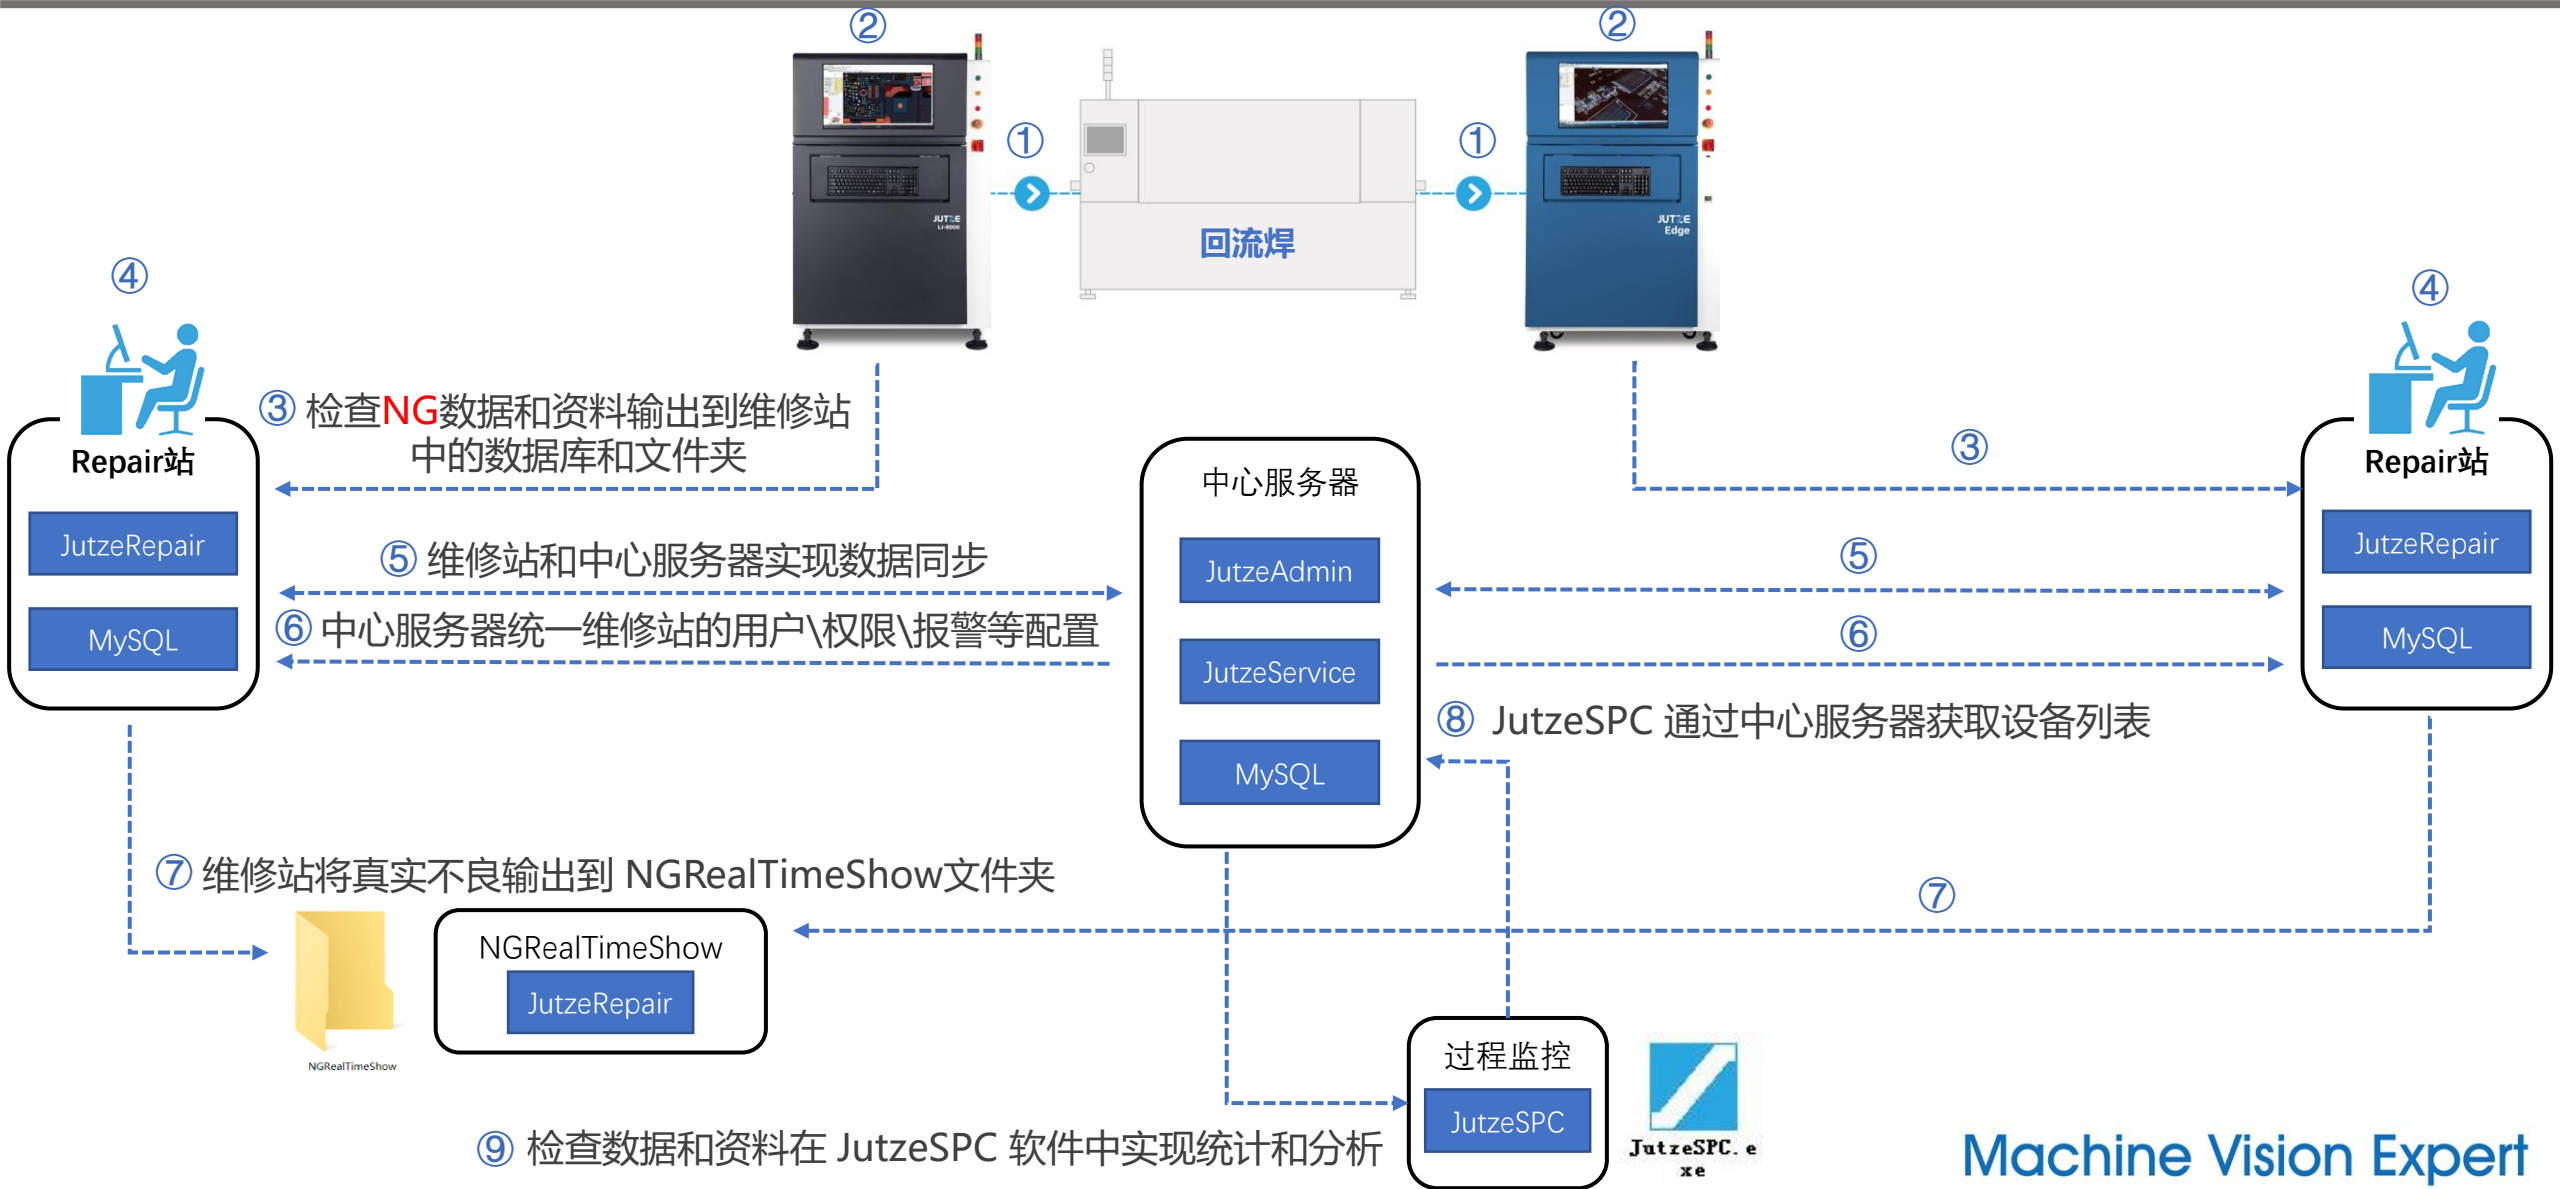 ②
②
①
①
JUTZE
LI-6000
JUTZE
Edge
回流焊
④
④
③ 检查NG数据和资料输出到维修站
中的数据库和文件夹
③
Repair站
JutzeRepair
MySQL
中心服务器
JutzeAdmin
JutzeService
MySQL
Repair站
JutzeRepair
MySQL
⑤ 维修站和中心服务器实现数据同步
⑤
⑥ 中心服务器统一维修站的用户\权限\报警等配置
⑥
⑧ JutzeSPC 通过中心服务器获取设备列表
⑦ 维修站将真实不良输出到 NGRealTimeShow文件夹
⑦
NGRealTimeShow
NGRealTimeShow
JutzeRepair
过程监控
JutzeSPC
JutzeSPC.e
xe
⑨ 检查数据和资料在 JutzeSPC 软件中实现统计和分析
Machine Vision Expert